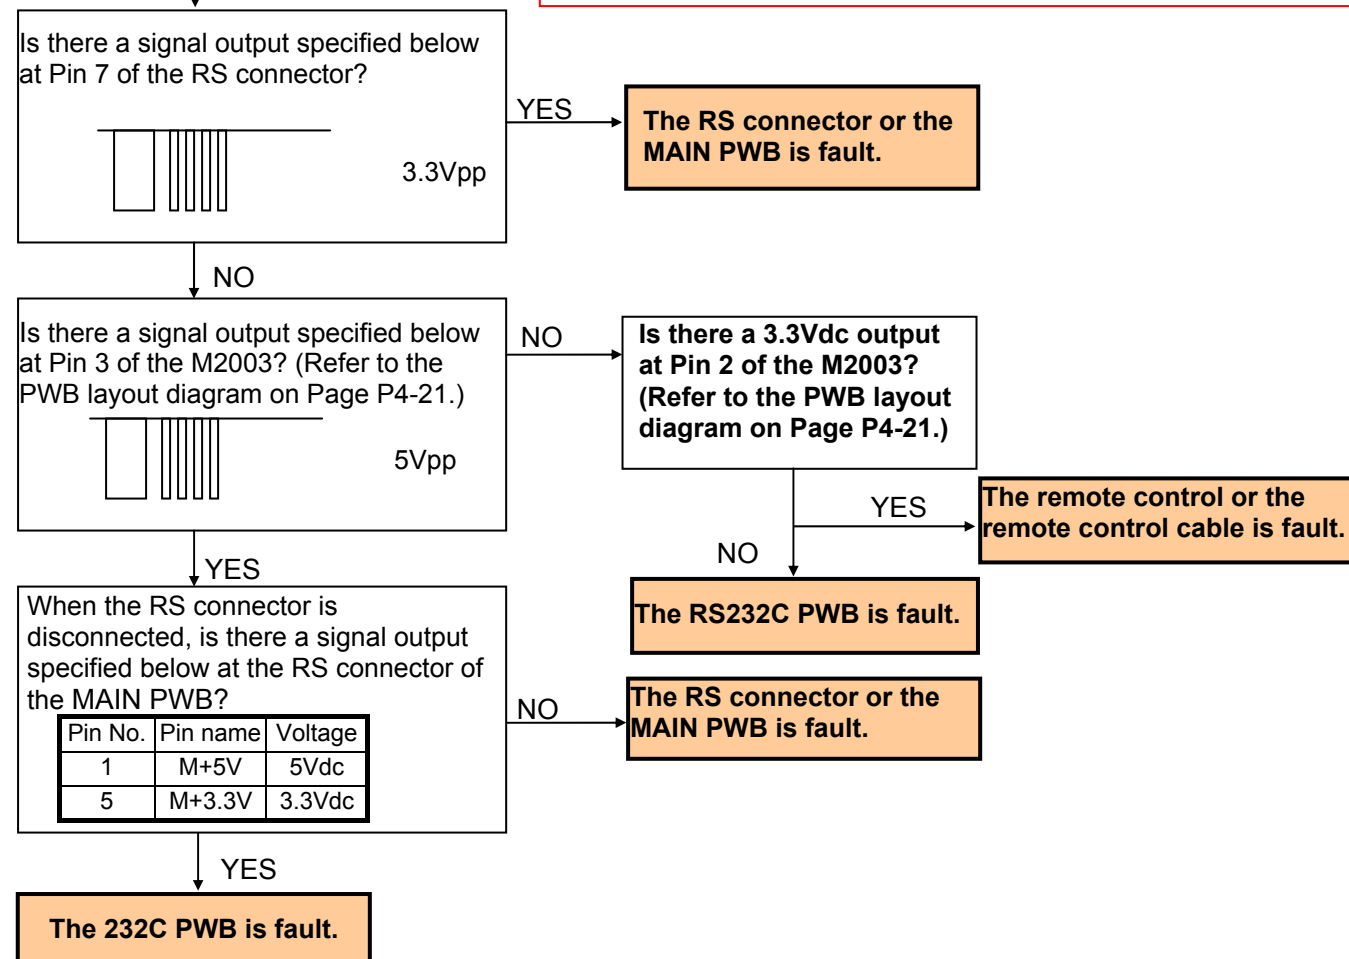 Is there a signal output specified below
at Pin 7 of the RS connector?
3.3Vpp
YES
The RS connector or the
MAIN PWB is fault.
NO
Is there a signal output specified below
at Pin 3 of the M2003? (Refer to the
PWB layout diagram on Page P4-21.)
5Vpp
NO
Is there a 3.3Vdc output
at Pin 2 of the M2003?
(Refer to the PWB layout
diagram on Page P4-21.)
YES
The remote control or the
remote control cable is fault.
NO
The RS232C PWB is fault.
YES
When the RS connector is
disconnected, is there a signal output
specified below at the RS connector of
the MAIN PWB?
Pin No. Pin name Voltage
1 M+5V 5Vdc
5 M+3.3V 3.3Vdc
NO
The RS connector or the
MAIN PWB is fault.
YES
The 232C PWB is fault.